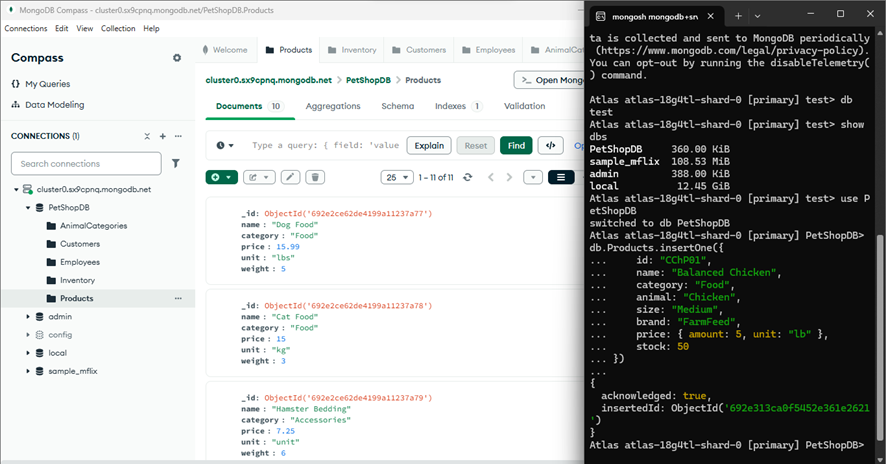 MongoDB Compass - cluster0.sx9cpnq.mongodb.net/PetShopDB.Products
Connections Edit View Collection Help
Compass
My Queries
Data Modeling
CONNECTIONS (1)
Search connections
cluster0.sx9cpnq.mongodb.net
PetShopDB
AnimalCategories
Customers
Employees
Inventory
Products
admin
config
local
sample_mflix
Welcome Products Inventory Customers Employees AnimalCat
cluster0.sx9cpnq.mongodb.net > PetShopDB > Products
>_ Open Mong
Documents 10 Aggregations Schema Indexes 1 Validation
Type a query: { field: 'value Explain Reset Find </> Op
25 1 – 11 of 11
_id: ObjectId('692e2ce62de4199a11237a77')
name : "Dog Food"
category : "Food"
price : 15.99
unit : "lbs"
weight : 5
_id: ObjectId('692e2ce62de4199a11237a78')
name : "Cat Food"
category : "Food"
price : 15
unit : "kg"
weight : 3
_id: ObjectId('692e2ce62de4199a11237a79')
name : "Hamster Bedding"
category : "Accessories"
price : 7.25
unit : "unit"
weight : 6
mongosh mongodb+srv
ta is collected and sent to MongoDB periodically
(https://www.mongodb.com/legal/privacy-policy).
You can opt-out by running the disableTelemetry(
) command.
Atlas atlas-18g4tl-shard-0 [primary] test> db
test
Atlas atlas-18g4tl-shard-0 [primary] test> show
dbs
PetShopDB 360.00 KiB
sample_mflix 108.53 MiB
admin 388.00 KiB
local 12.45 GiB
Atlas atlas-18g4tl-shard-0 [primary] test> use P
etShopDB
switched to db PetShopDB
Atlas atlas-18g4tl-shard-0 [primary] PetShopDB>
db.Products.insertOne({
... id: "CChP01",
... name: "Balanced Chicken",
... category: "Food",
... animal: "Chicken",
... size: "Medium",
... brand: "FarmFeed",
... price: { amount: 5, unit: "lb" },
... stock: 50
... })
...
{
acknowledged: true,
insertedId: ObjectId('692e313ca0f5452e361e2621
')
}
Atlas atlas-18g4tl-shard-0 [primary] PetShopDB>